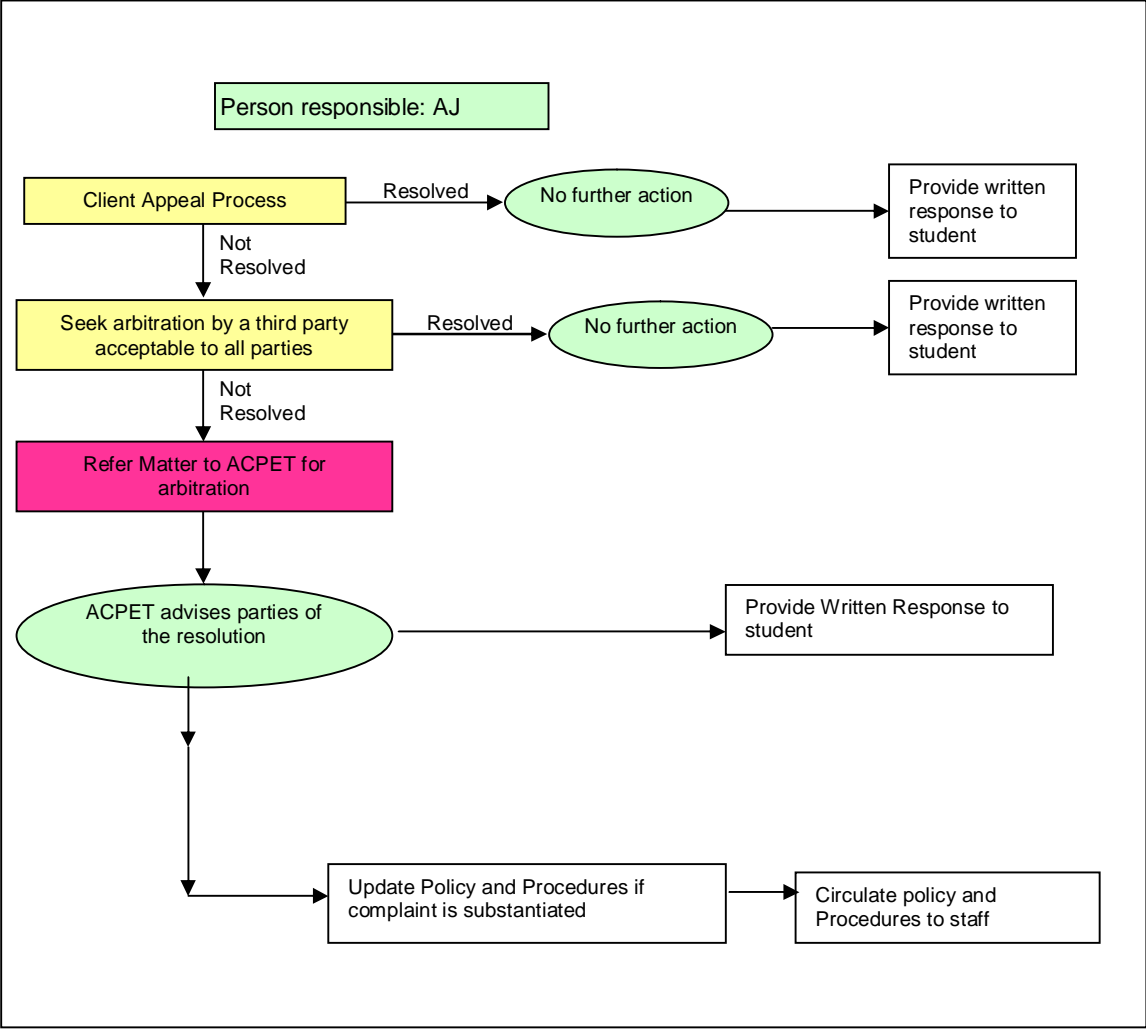 Person responsible: AJ
Client Appeal Process
Resolved
No further action
Provide written
response to
student
Not
Resolved
Seek arbitration by a third party
acceptable to all parties
Resolved
No further action
Provide written
response to
student
Not
Resolved
Refer Matter to ACPET for
arbitration
ACPET advises parties of
the resolution
Provide Written Response to
student
Update Policy and Procedures if
complaint is substantiated
Circulate policy and
Procedures to staff